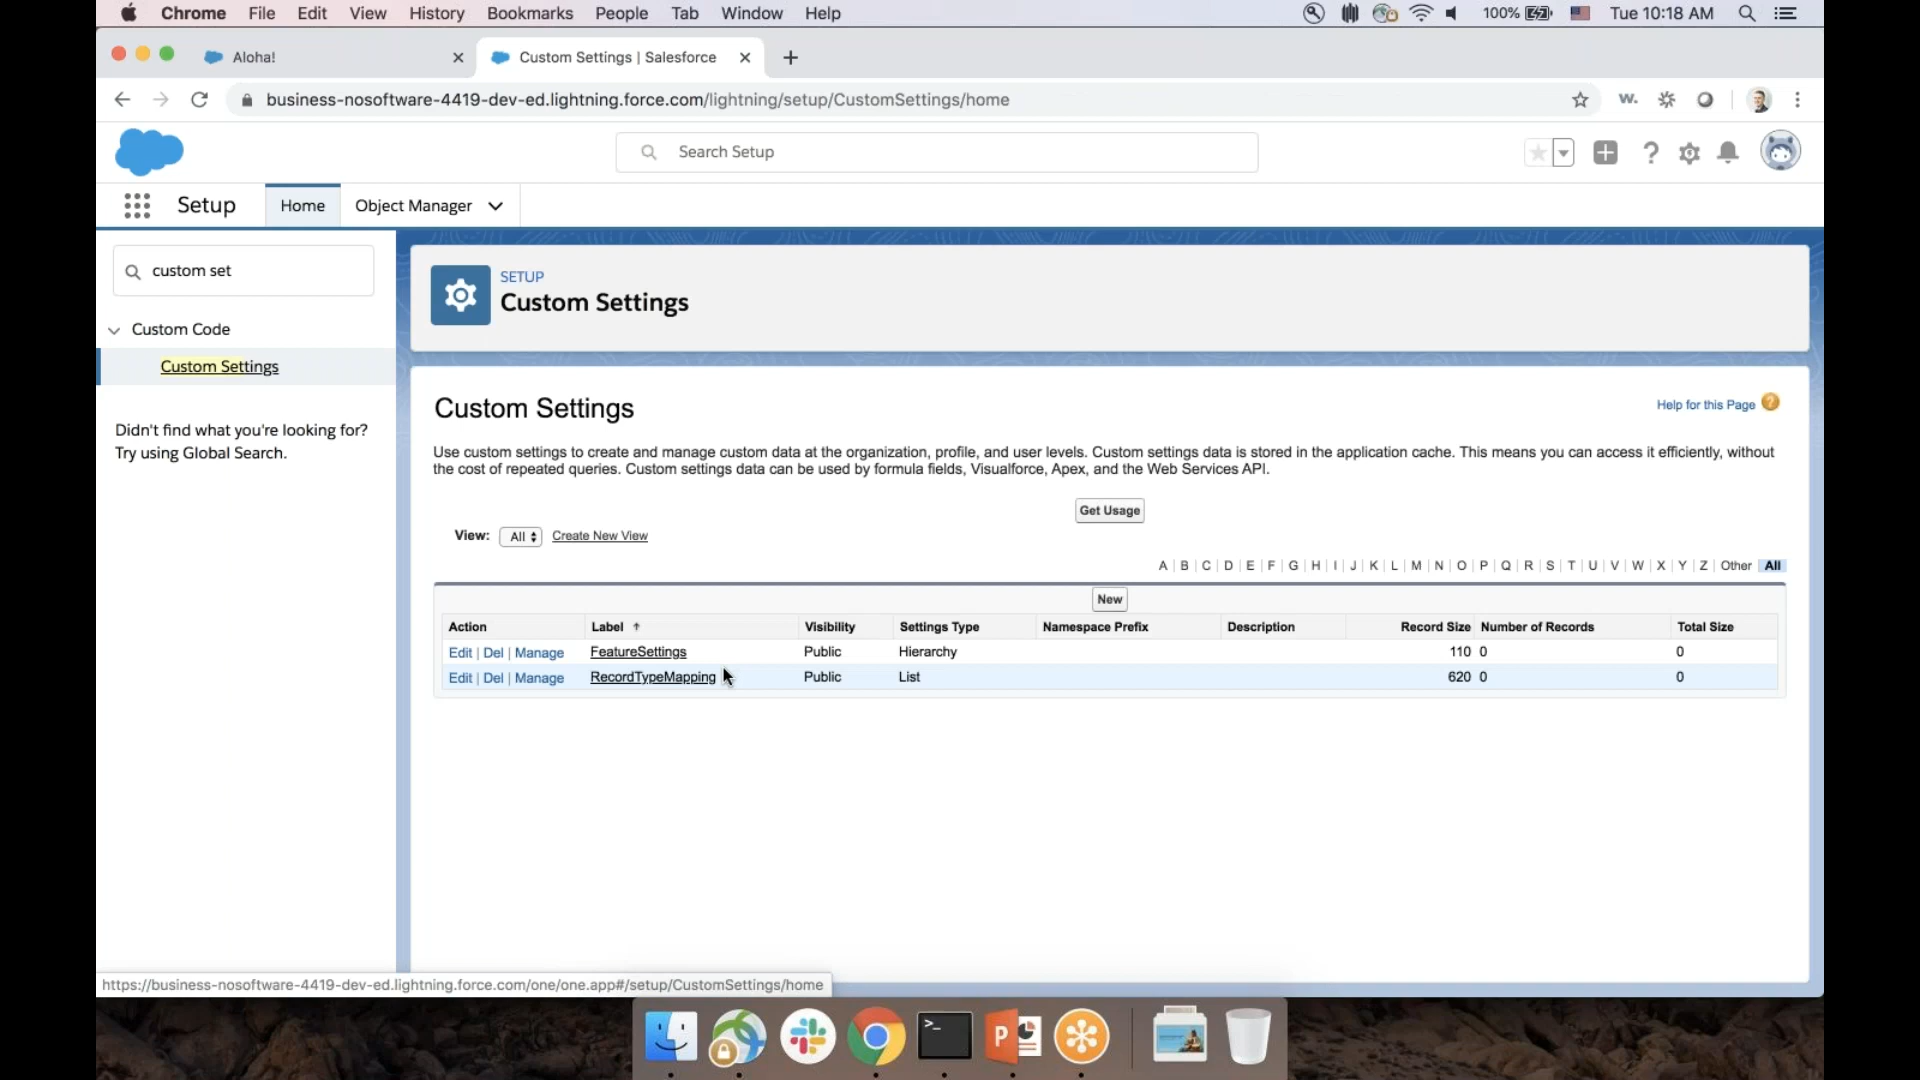 Chrome File Edit View History Bookmarks People Tab Window Help
100% Tue 10:18 AM
Aloha!
Custom Settings | Salesforce
business-nosoftware-4419-dev-ed.lightning.force.com/lightning/setup/CustomSettings/home
w.
Search Setup
Setup Home Object Manager
custom set
Custom Code
Custom Settings
Didn't find what you're looking for?
Try using Global Search.
SETUP
Custom Settings
Custom Settings
Help for this Page ?
Use custom settings to create and manage custom data at the organization, profile, and user levels. Custom settings data is stored in the application cache. This means you can access it efficiently, without
the cost of repeated queries. Custom settings data can be used by formula fields, Visualforce, Apex, and the Web Services API.
Get Usage
View: All Create New View
A | B | C | D | E | F | G | H | I | J | K | L | M | N | O | P | Q | R | S | T | U | V | W | X | Y | Z | Other | All
New
Action Label ↑ Visibility Settings Type Namespace Prefix Description Record Size Number of Records Total Size
Edit | Del | Manage FeatureSettings Public Hierarchy 110 0 0
Edit | Del | Manage RecordTypeMapping Public List 620 0 0
https://business-nosoftware-4419-dev-ed.lightning.force.com/one/one.app#/setup/CustomSettings/home
>_
P